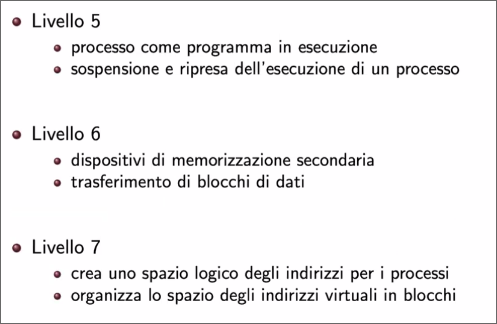 Livello 5
processo come programma in esecuzione
sospensione e ripresa dell'esecuzione di un processo
Livello 6
dispositivi di memorizzazione secondaria
trasferimento di blocchi di dati
Livello 7
crea uno spazio logico degli indirizzi per i processi
organizza lo spazio degli indirizzi virtuali in blocchi